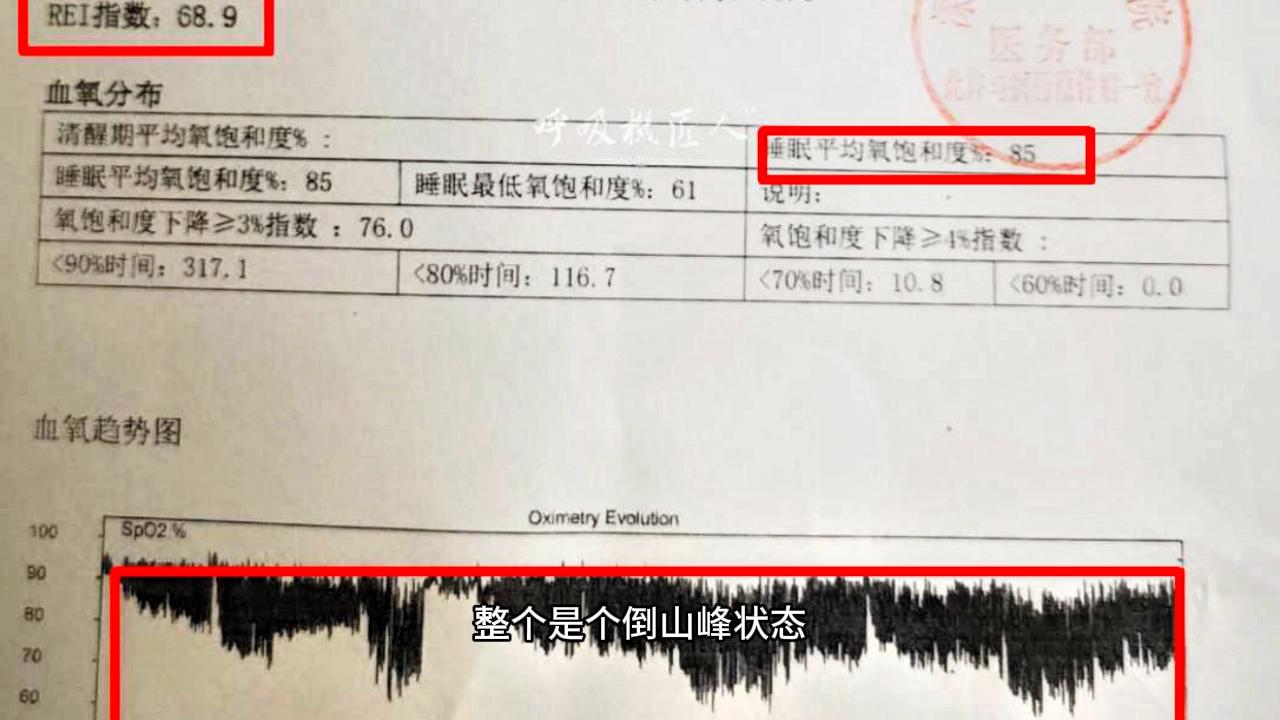 REI指数：68.9
医务部
血氧分布
呼吸机匠人
清醒期平均氧饱和度%：
睡眠平均氧饱和度%：85
睡眠平均氧饱和度%：85
睡眠最低氧饱和度%：61
说明：
氧饱和度下降≥3%指数 ：76.0
氧饱和度下降≥4%指数 ：
<90%时间：317.1
<80%时间：116.7
<70%时间：10.8
<60%时间：0.0
血氧趋势图
Oximetry Evolution
SpO2 %
100
90
80
70
60
整个是个倒山峰状态